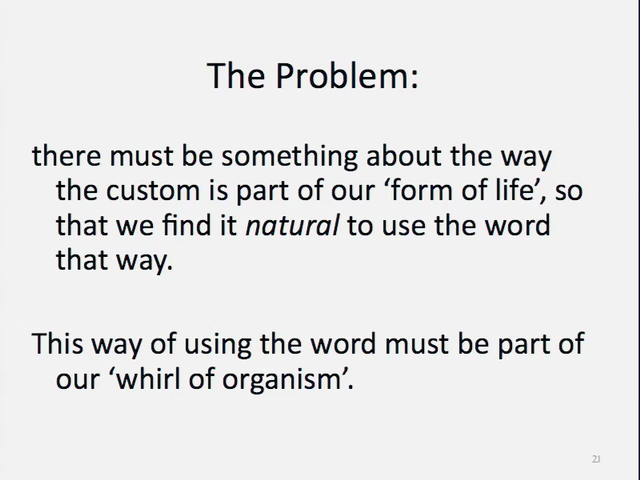 The Problem:
there must be something about the way
the custom is part of our ‘form of life’, so
that we find it natural to use the word
that way.
This way of using the word must be part of
our ‘whirl of organism’.
21